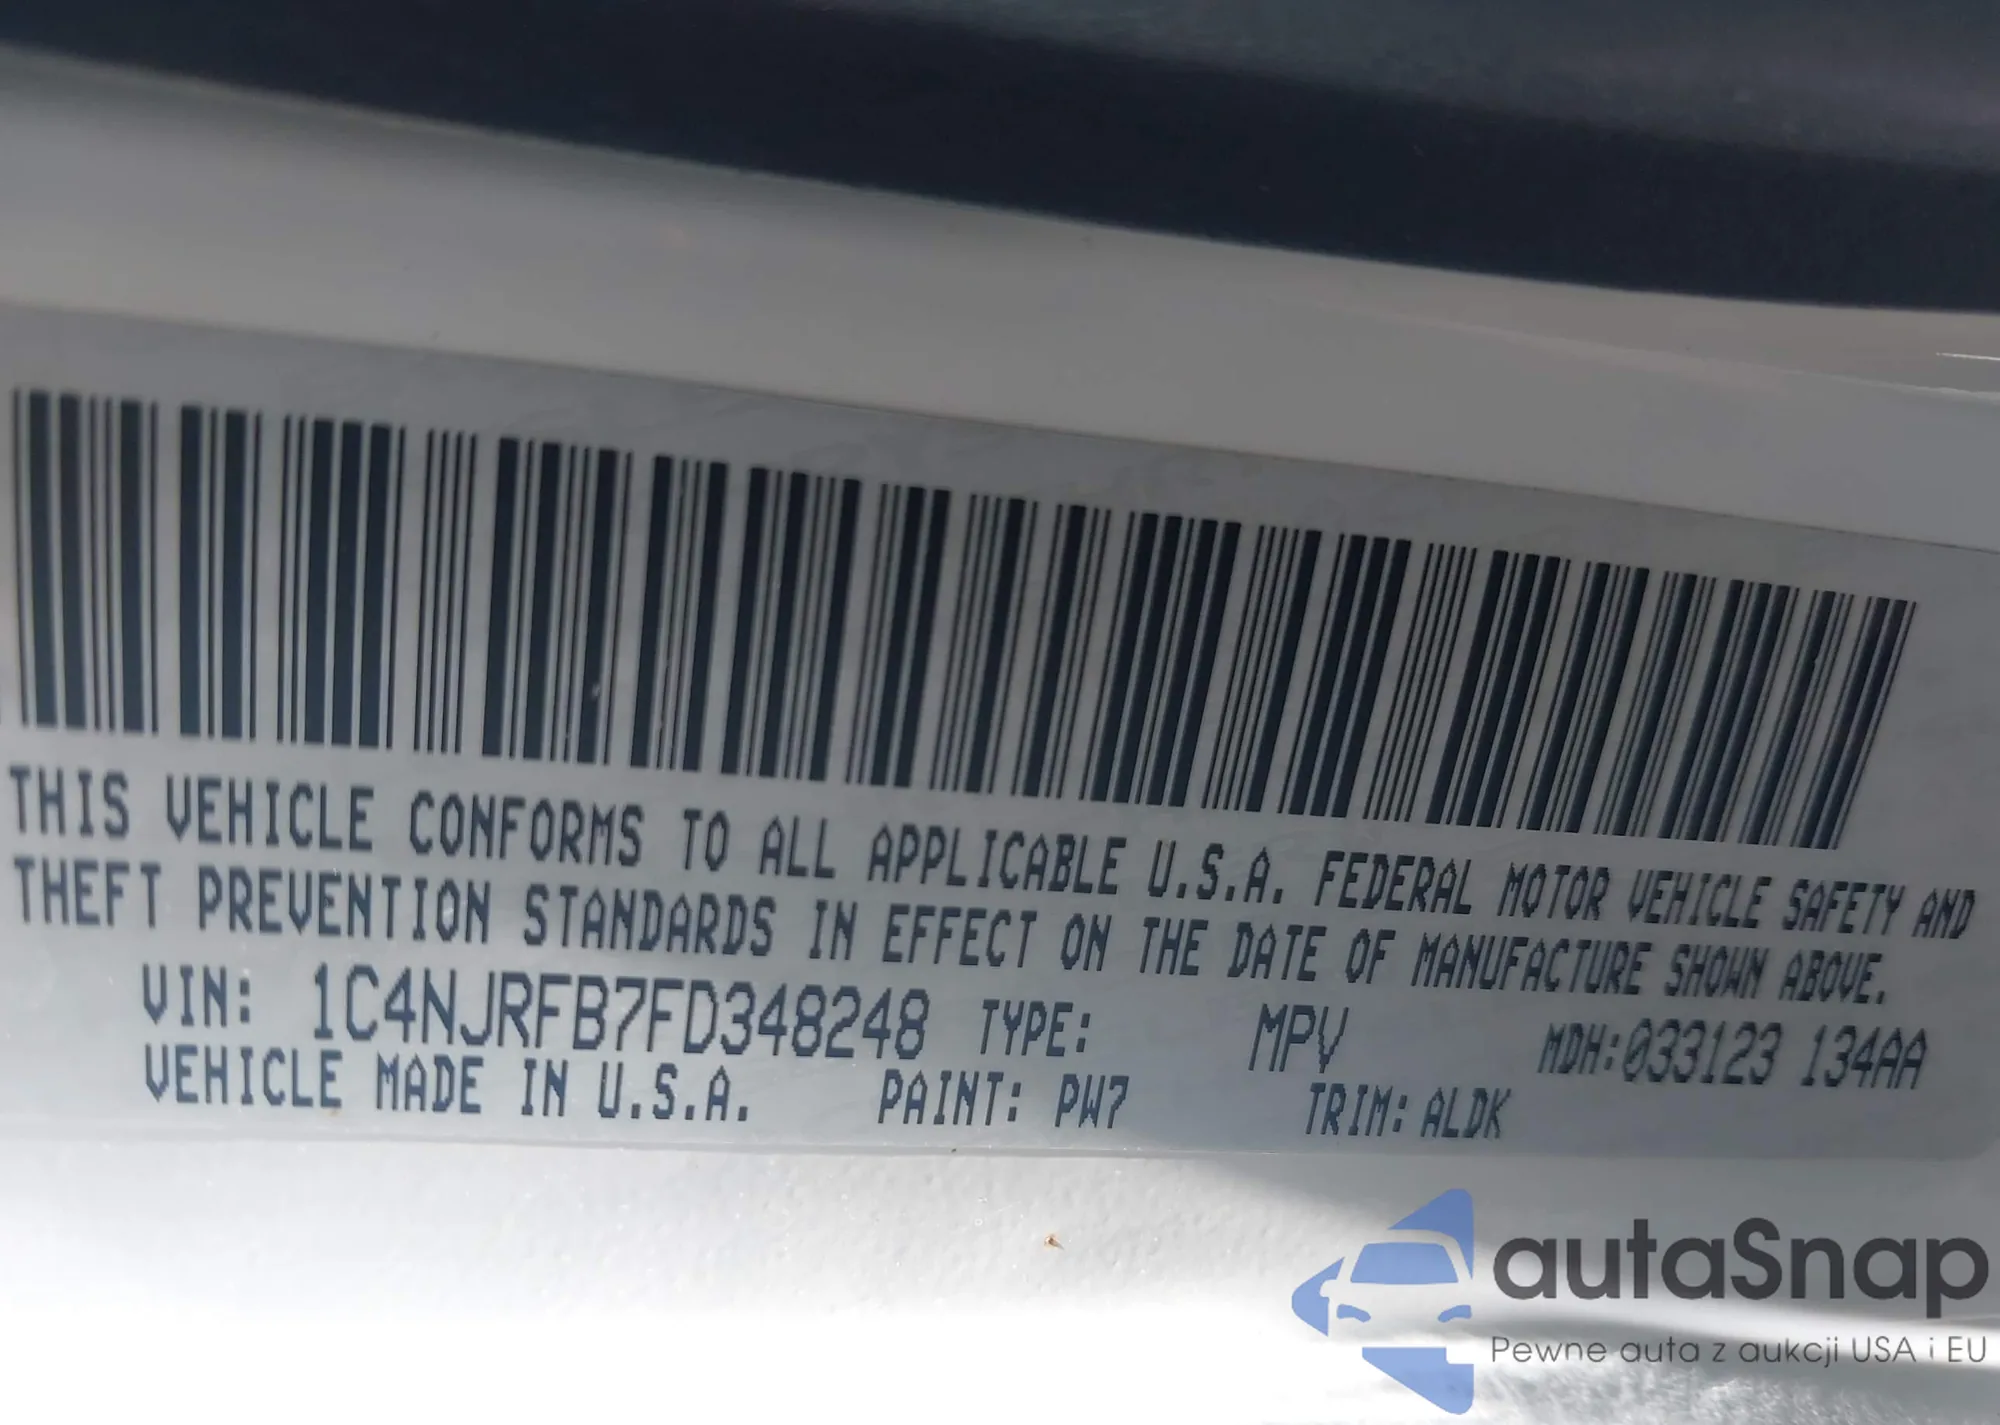 THIS VEHICLE CONFORMS TO ALL APPLICABLE U.S.A. FEDERAL MOTOR VEHICLE SAFETY AND
THEFT PREVENTION STANDARDS IN EFFECT ON THE DATE OF MANUFACTURE SHOWN ABOVE.
VIN: 1C4NJRFB7FD348248 TYPE: MPV MDH:033123 134AA
VEHICLE MADE IN U.S.A. PAINT: PW7 TRIM: ALDK
autaSnap
Pewne auta z aukcji USA i EU